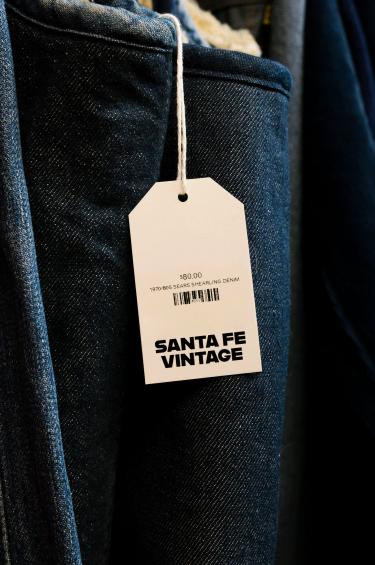 $80.00
1970-80S SEARS SHEARLING DENIM
SANTA FE
VINTAGE